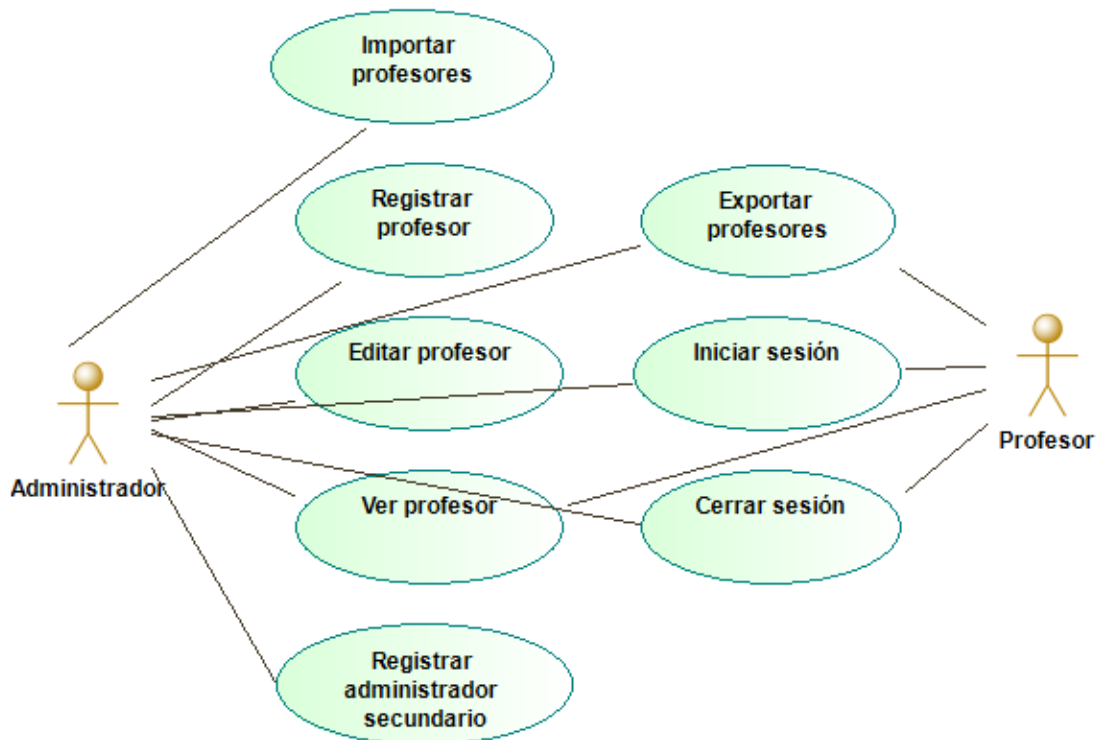 Importar
profesores
Registrar
profesor
Exportar
profesores
Editar profesor
Iniciar sesión
Profesor
Administrador
Ver profesor
Cerrar sesión
Registrar
administrador
secundario